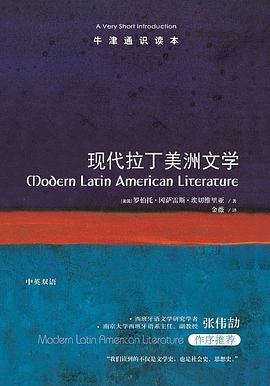 A Very Short Introduction
牛津通识读本
现代拉丁美洲文学
Modern Latin American Literature
[美国] 罗伯托·冈萨雷斯·埃切维里亚 / 著
金薇 / 译
中英双语
• 西班牙语文学研究学者
• 南京大学西班牙语系主任、副教授
张伟劼
Modern Latin American Literature
作序推荐
“我们读到的不仅是文学史，也是社会史、思想史。”